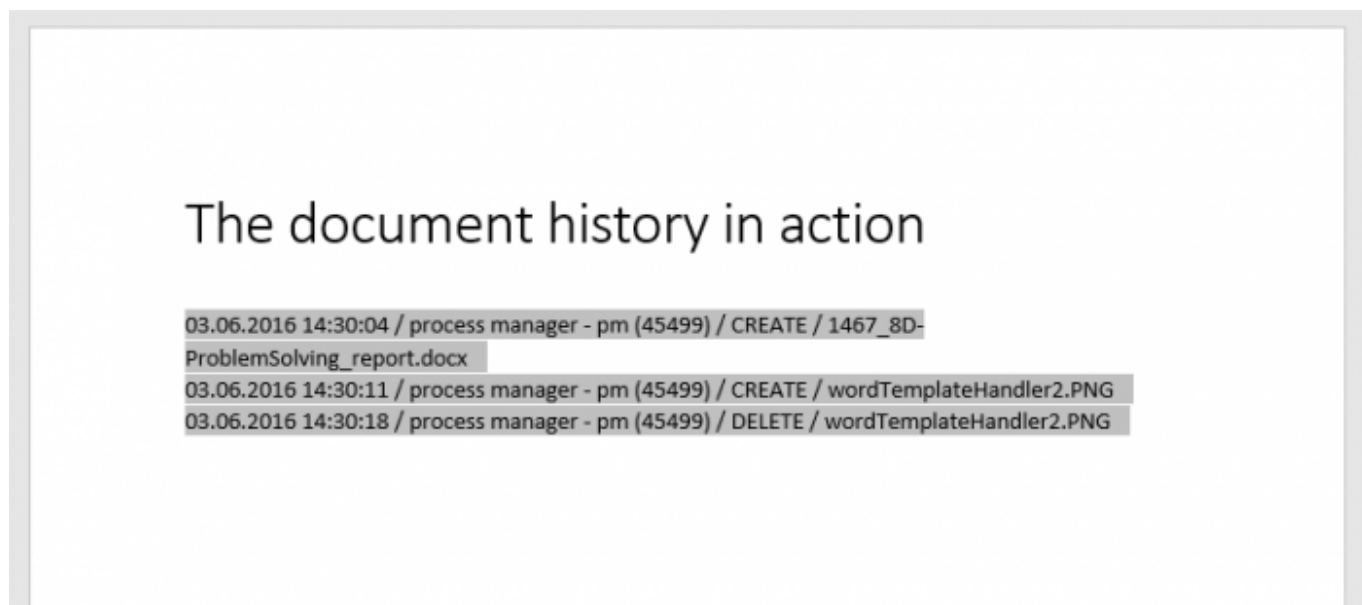 The document history in action
03.06.2016 14:30:04 / process manager - pm (45499) / CREATE / 1467_8D-
ProblemSolving_report.docx
03.06.2016 14:30:11 / process manager - pm (45499) / CREATE / wordTemplateHandler2.PNG
03.06.2016 14:30:18 / process manager - pm (45499) / DELETE / wordTemplateHandler2.PNG